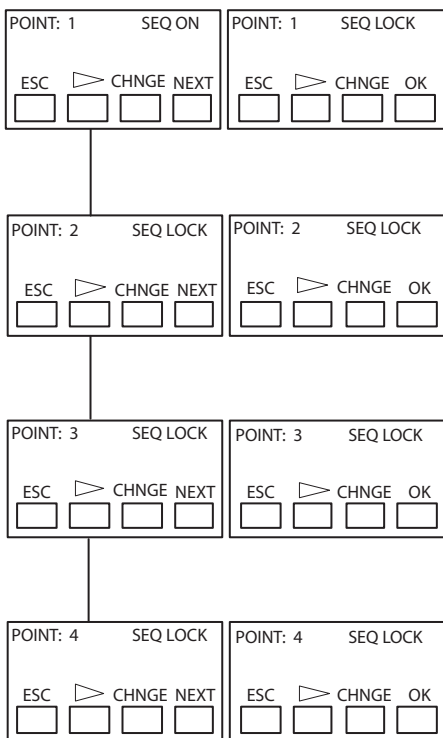 POINT: 1 SEQ ON
ESC CHNGE NEXT
POINT: 1 SEQ LOCK
ESC CHNGE OK
POINT: 2 SEQ LOCK
ESC CHNGE NEXT
POINT: 2 SEQ LOCK
ESC CHNGE OK
POINT: 3 SEQ LOCK
ESC CHNGE NEXT
POINT: 3 SEQ LOCK
ESC CHNGE OK
POINT: 4 SEQ LOCK
ESC CHNGE NEXT
POINT: 4 SEQ LOCK
ESC CHNGE OK